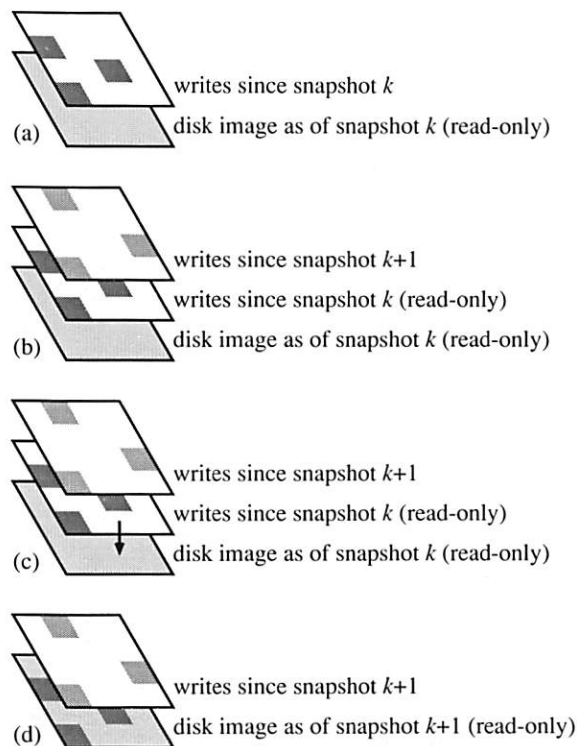 writes since snapshot k
(a) disk image as of snapshot k (read-only)
writes since snapshot k+1
writes since snapshot k (read-only)
(b) disk image as of snapshot k (read-only)
writes since snapshot k+1
writes since snapshot k (read-only)
(c) disk image as of snapshot k (read-only)
writes since snapshot k+1
(d) disk image as of snapshot k+1 (read-only)